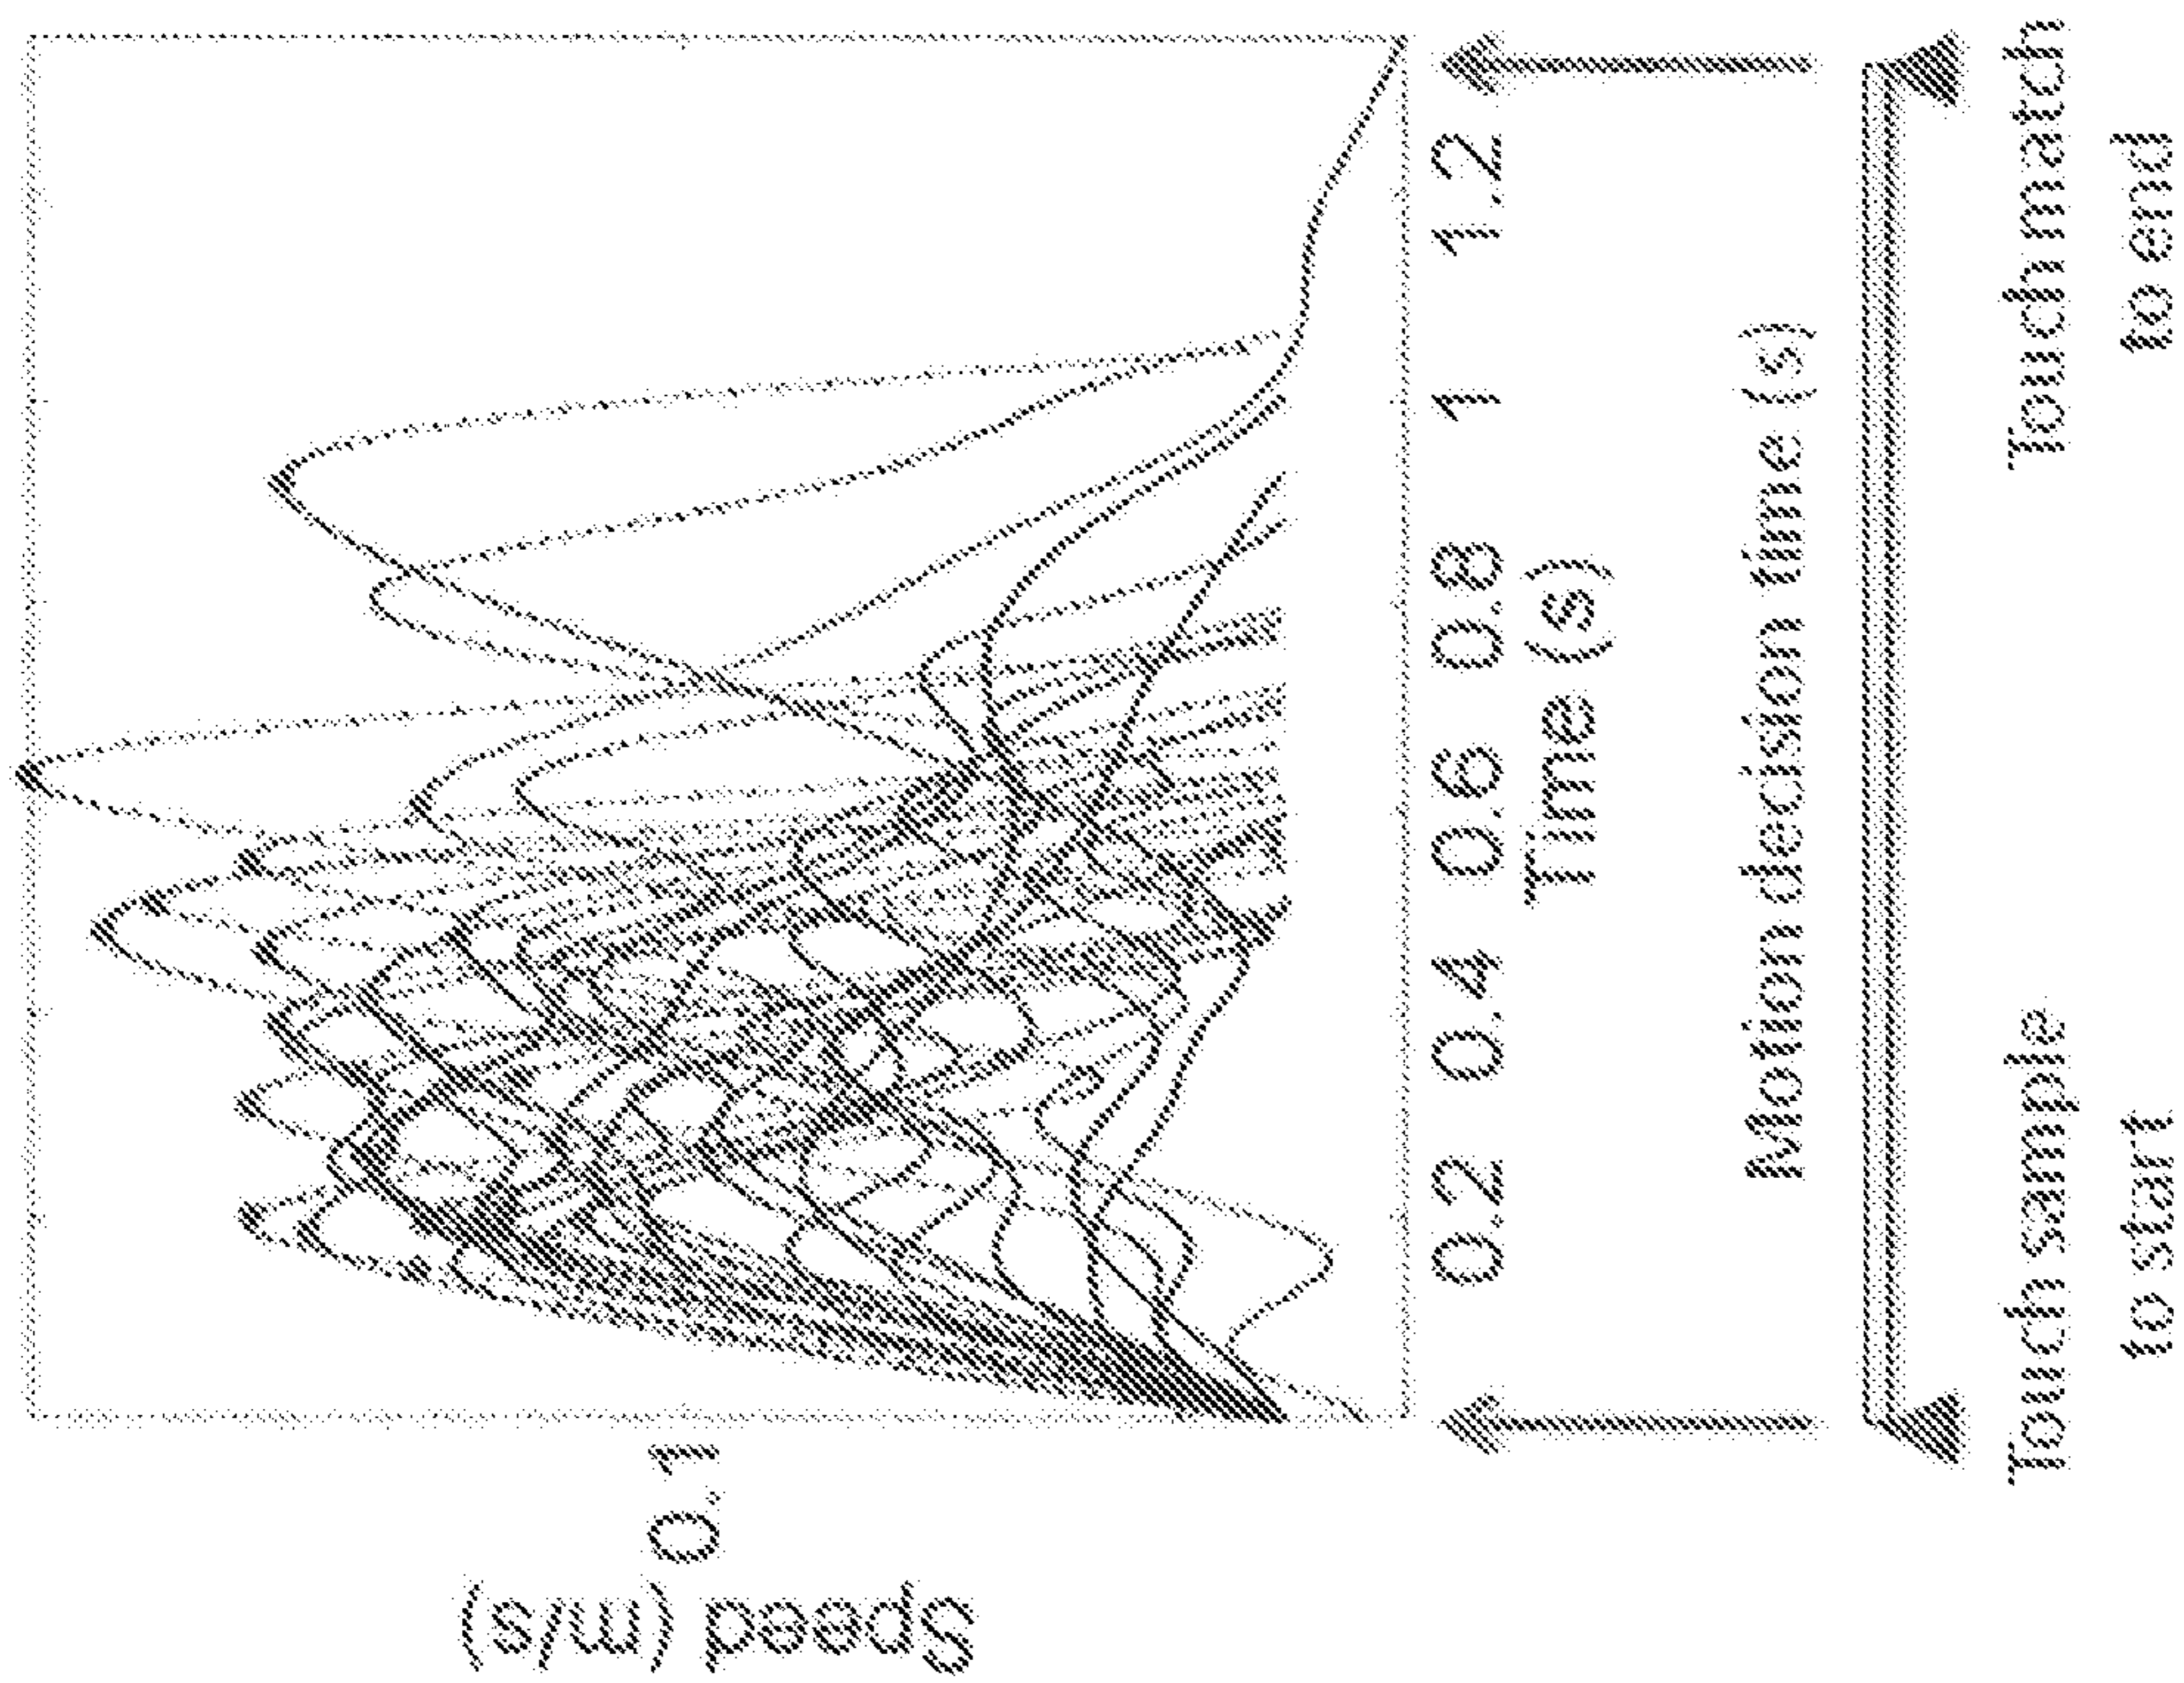 Speed (m/s)
0.1
0.2 0.4 0.6 0.8 1 1.2
Time (s)
Motion decision time (s)
Touch sample
to start
Touch match
to end